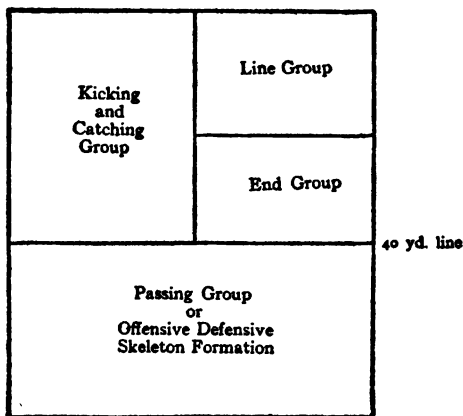 Kicking
and
Catching
Group
Line Group
End Group
40 yd. line
Passing Group
or
Offensive Defensive
Skeleton Formation